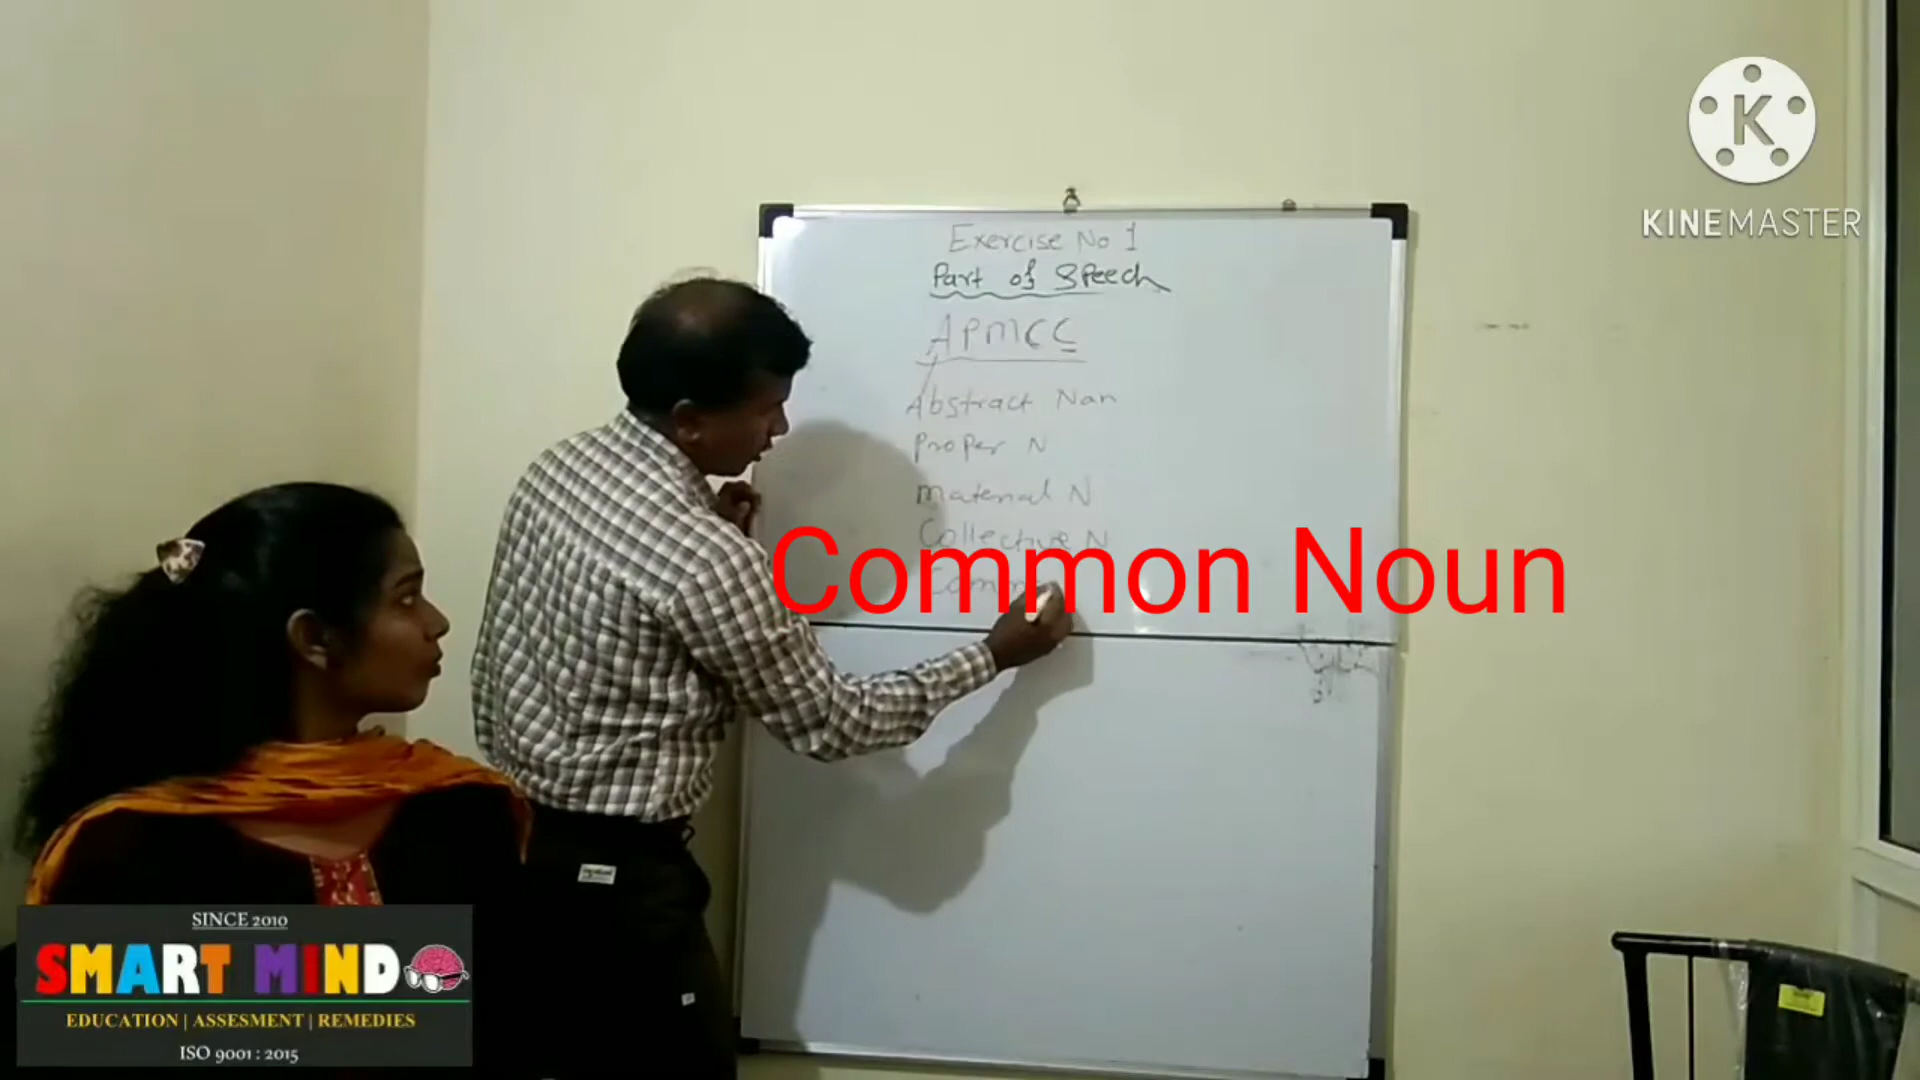 K
KINEMASTER
Exercise No 1
Part of Speech
APMCC
Abstract Nan
Proper N
Material N
Collective N
Comm
Common Noun
SINCE 2010
SMART MIND
EDUCATION | ASSESMENT | REMEDIES
ISO 9001 : 2015